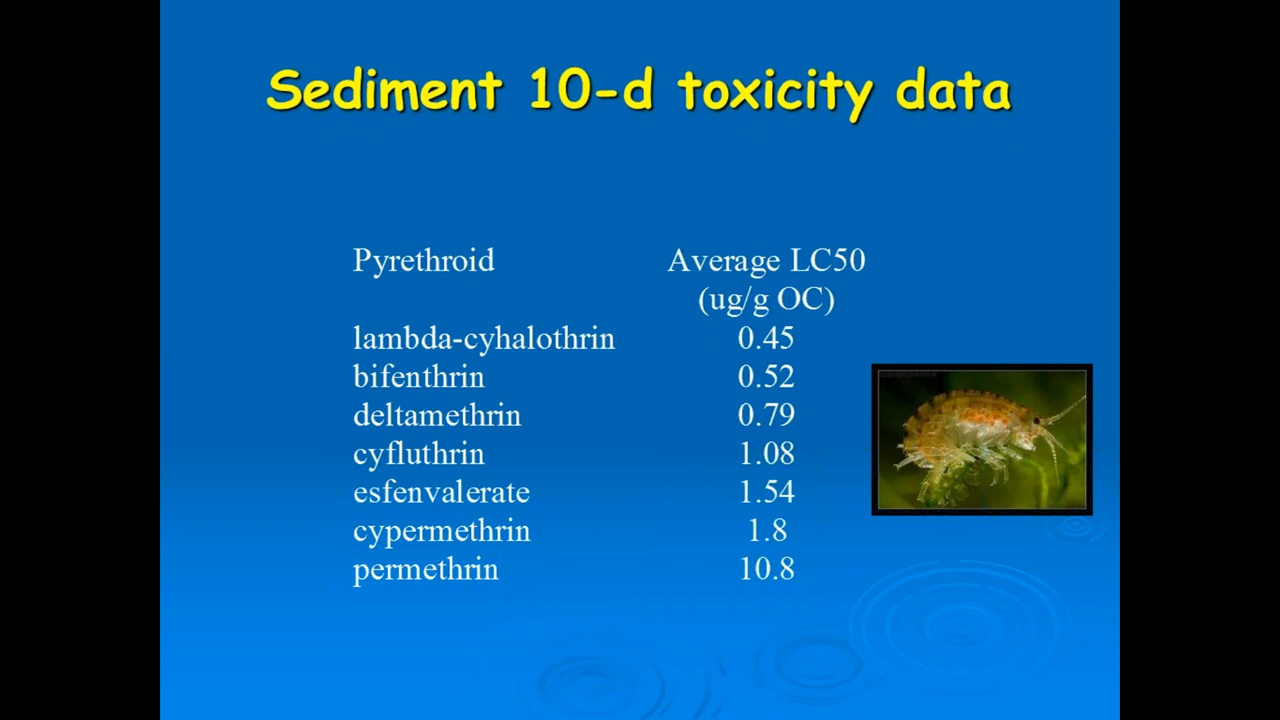 Sediment 10-d toxicity data
Pyrethroid Average LC50
(ug/g OC)
lambda-cyhalothrin 0.45
bifenthrin 0.52
deltamethrin 0.79
cyfluthrin 1.08
esfenvalerate 1.54
cypermethrin 1.8
permethrin 10.8